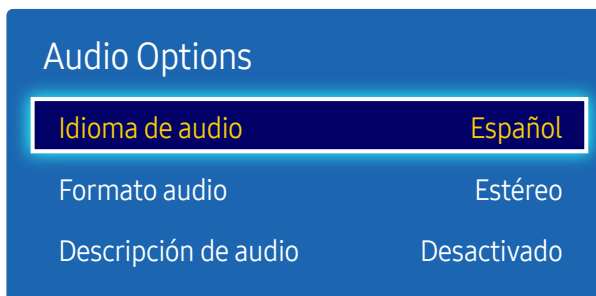 Audio Options
Idioma de audio Español
Formato audio Estéreo
Descripción de audio Desactivado